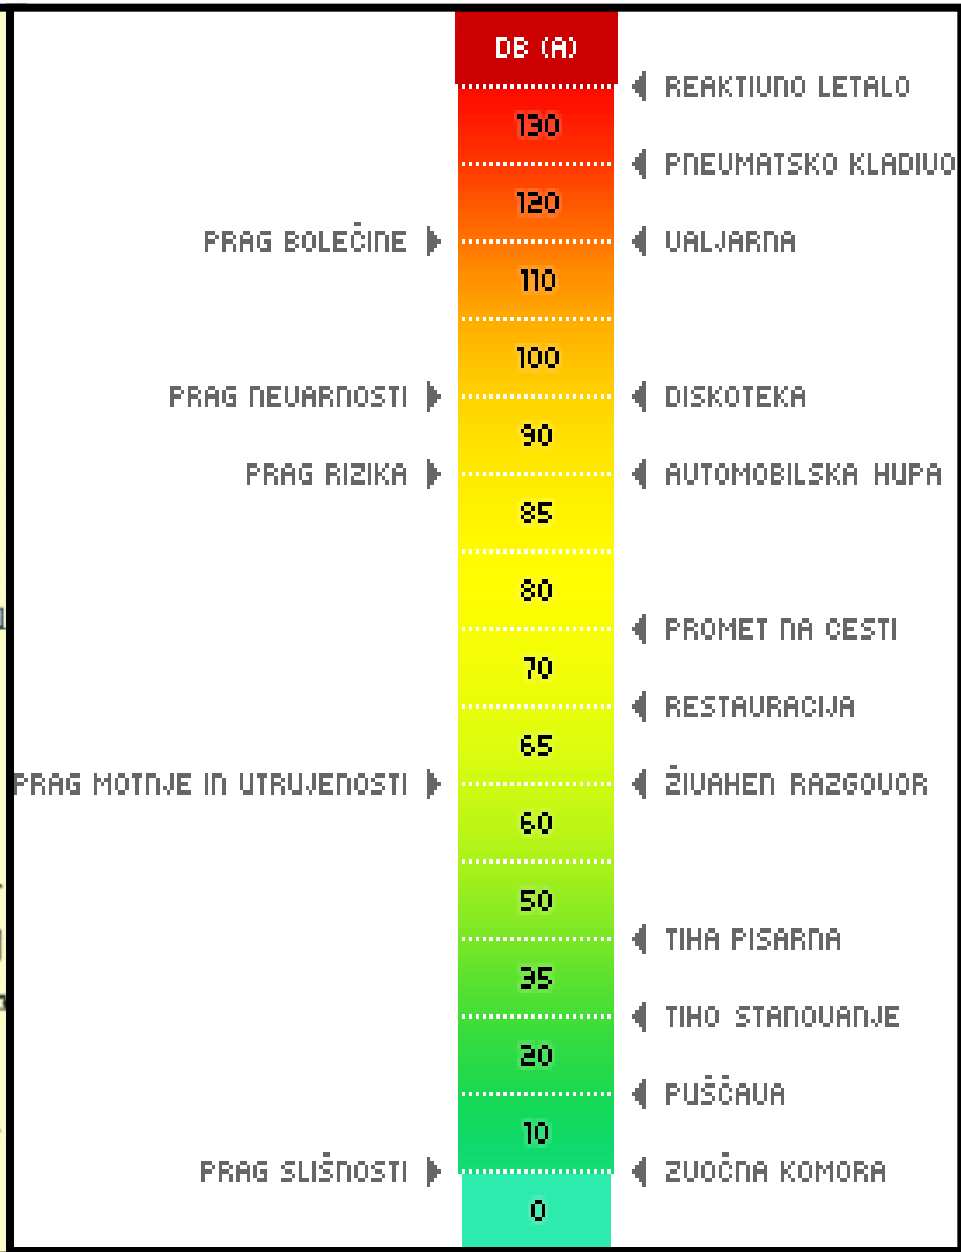 DB (A)
REAKTIVNO LETALO
130
PNEUMATSKO KLADIVO
120
PRAG BOLEČINE
VALJARNA
110
100
PRAG NEVARNOSTI
DISKOTEKA
90
PRAG RIZIKA
AVTOMOBILSKA HUPA
85
80
PROMET NA CESTI
70
RESTAVRACIJA
65
PRAG MOTNJE IN UTRUJENOSTI
ŽIVAHEN RAZGOVOR
60
50
TIHA PISARNA
35
TIHO STANOVANJE
20
PUŠČAVA
10
PRAG SLIŠNOSTI
ZVOČNA KOMORA
0